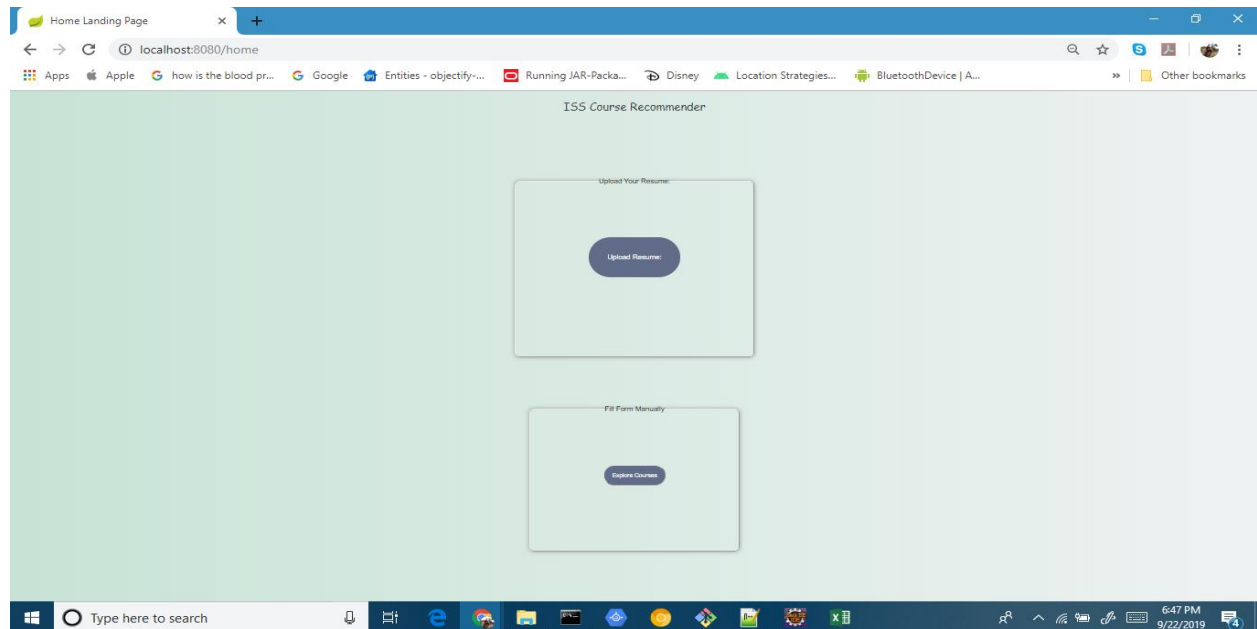 Home Landing Page
localhost:8080/home
Apps Apple how is the blood pr... Google Entities - objectify-... Running JAR-Packa... Disney Location Strategies... BluetoothDevice | A... » Other bookmarks
ISS Course Recommender
Upload Your Resume:
Upload Resume:
Fill Form Manually
Explore Courses
Type here to search
6:47 PM
9/22/2019
4